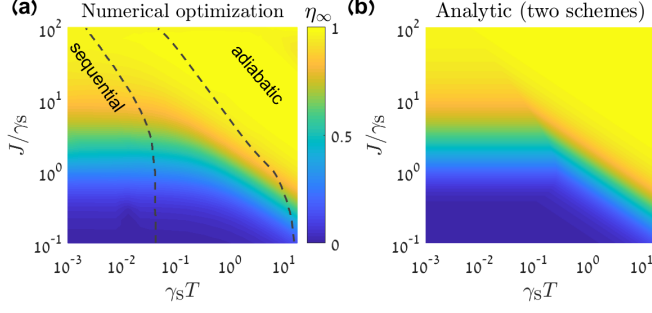 (a) Numerical optimization η∞ (b) Analytic (two schemes)
10² 1 10²
sequential adiabatic
10¹ 10¹
J/γs 0.5 J/γs
10⁰ 10⁰
10⁻¹ 0 10⁻¹
10⁻³ 10⁻² 10⁻¹ 10⁰ 10¹ 10⁻³ 10⁻² 10⁻¹ 10⁰ 10¹
γsT γsT